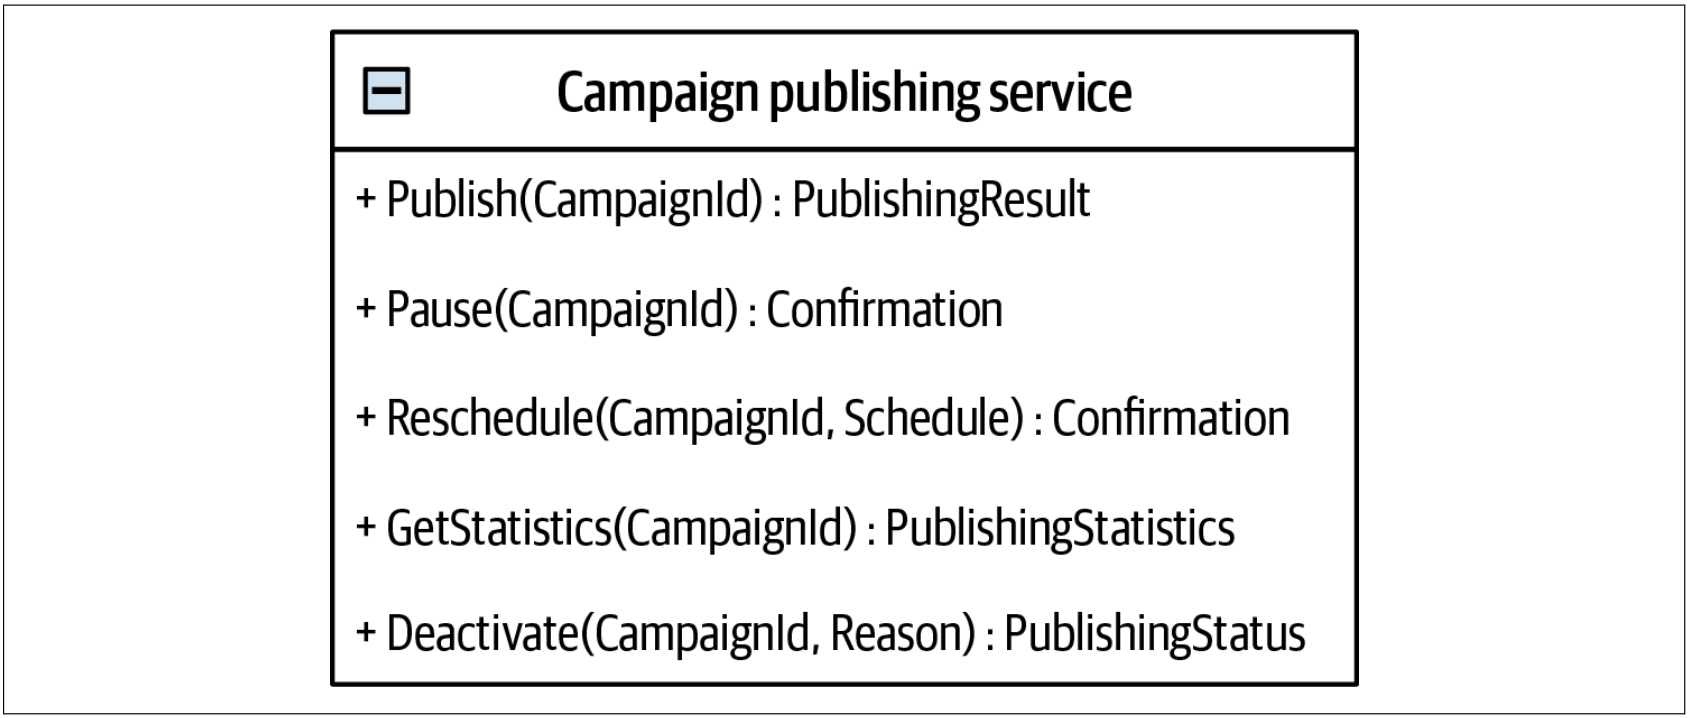 Campaign publishing service
+ Publish(CampaignId) : PublishingResult
+ Pause(CampaignId) : Confirmation
+ Reschedule(CampaignId, Schedule) : Confirmation
+ GetStatistics(CampaignId) : PublishingStatistics
+ Deactivate(CampaignId, Reason) : PublishingStatus